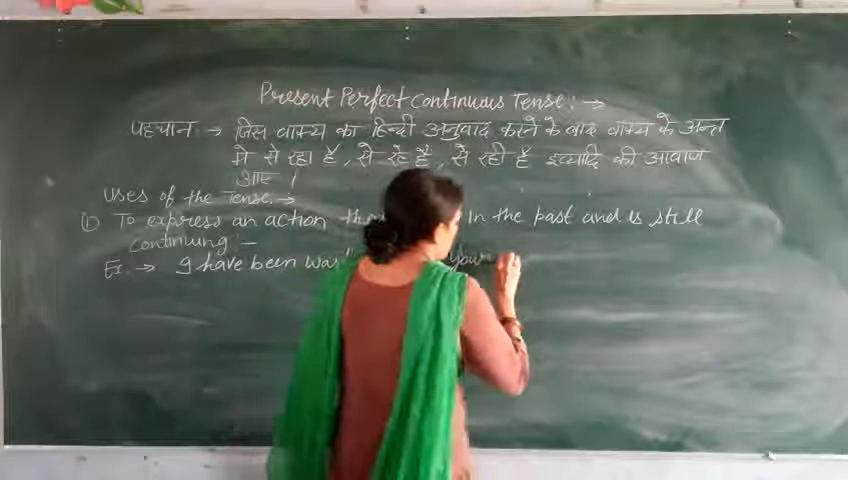 Present Perfect Continuous Tense : →
पहचान → जिस वाक्य का हिन्दी अनुवाद करने के बाद वाक्य के अन्त
मे से रहा है , से रहे है , से रही है इत्यादि की आवाज
आए ।
Uses of the Tense. →
(1) To express an action in the past and is still
continuing : –
Ex. → I have been